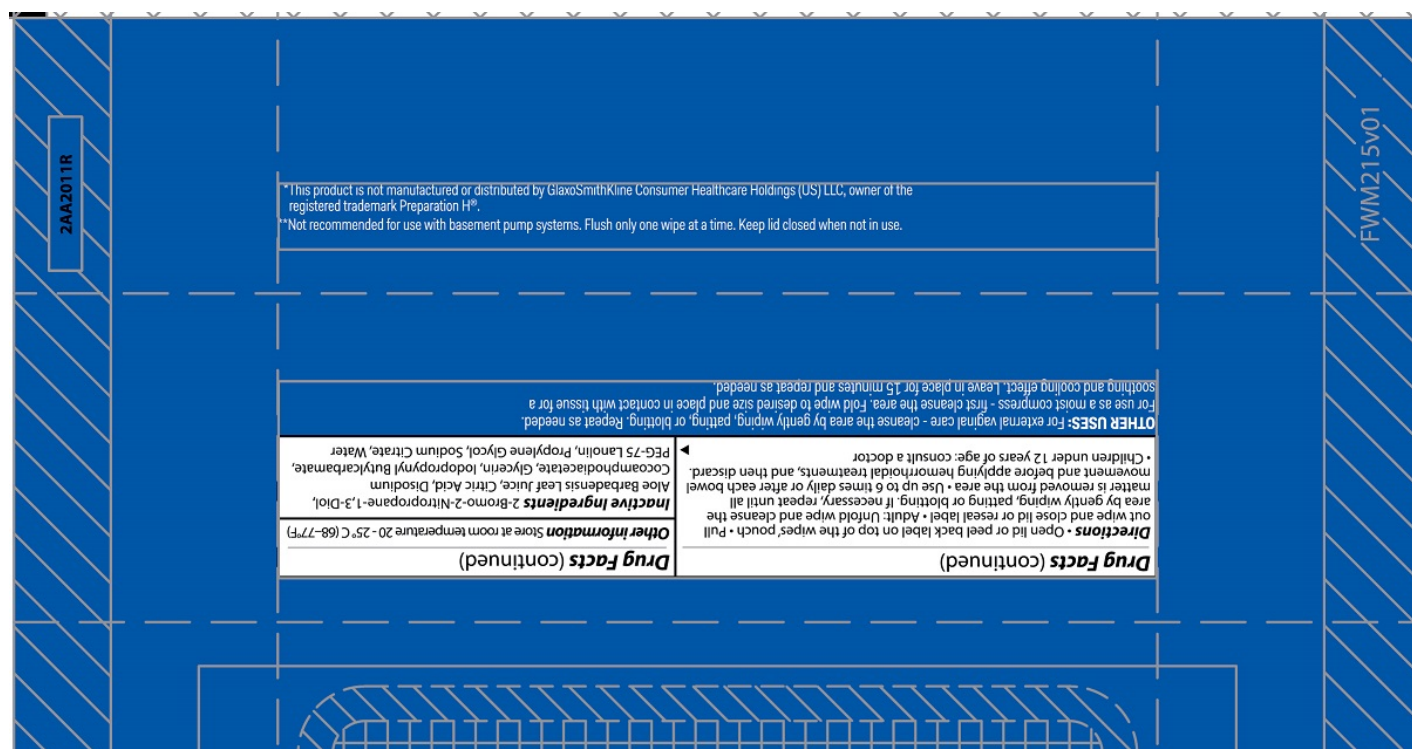 2AA2011R
FWM215v01
*This product is not manufactured or distributed by GlaxoSmithKline Consumer Healthcare Holdings (US) LLC, owner of the
registered trademark Preparation H®.
**Not recommended for use with basement pump systems. Flush only one wipe at a time. Keep lid closed when not in use.
Drug Facts (continued)
Directions • Open lid or peel back label on top of the wipes' pouch • Pull
out wipe and close lid or reseal label • Adult: Unfold wipe and cleanse the
area by gently wiping, patting or blotting. If necessary, repeat until all
matter is removed from the area • Use up to 6 times daily or after each bowel
movement and before applying hemorrhoidal treatments, and then discard.
• Children under 12 years of age: consult a doctor
Drug Facts (continued)
Other information Store at room temperature 20 - 25° C (68–77°F)
Inactive Ingredients 2-Bromo-2-Nitropropane-1,3-Diol,
Aloe Barbadensis Leaf Juice, Citric Acid, Disodium
Cocoamphodiacetate, Glycerin, Iodopropynyl Butylcarbamate,
PEG-75 Lanolin, Propylene Glycol, Sodium Citrate, Water
OTHER USES: For external vaginal care - cleanse the area by gently wiping, patting, or blotting. Repeat as needed.
For use as a moist compress - first cleanse the area. Fold wipe to desired size and place in contact with tissue for a
soothing and cooling effect. Leave in place for 15 minutes and repeat as needed.